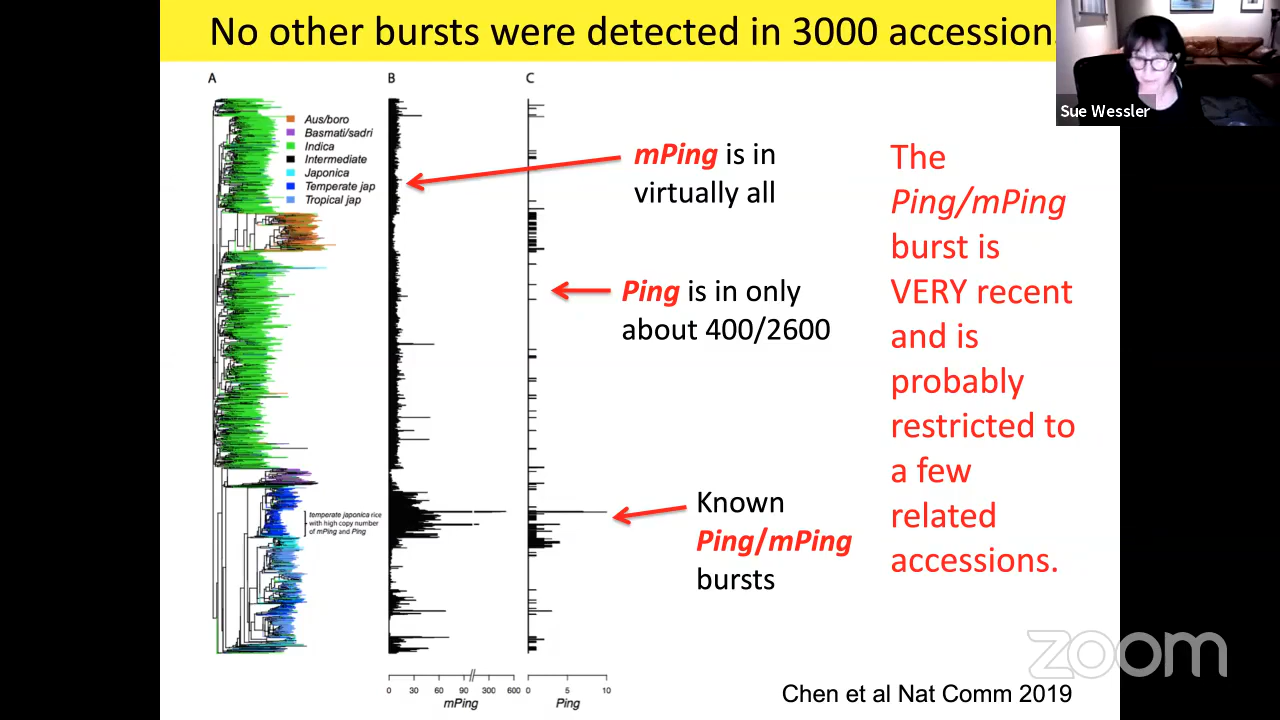 No other bursts were detected in 3000 accession
Sue Wessler
A
B
C
Aus/boro
Basmati/sadri
Indica
Intermediate
Japonica
Temperate jap
Tropical jap
mPing is in
virtually all
Ping is in only
about 400/2600
temperate japonica rice
with high copy number
of mPing and Ping
Known
Ping/mPing
bursts
The
Ping/mPing
burst is
VERY recent
and is
probably
restricted to
a few
related
accessions.
0 30 60 90 300 600
mPing
0 5 10
Ping
zoom
Chen et al Nat Comm 2019